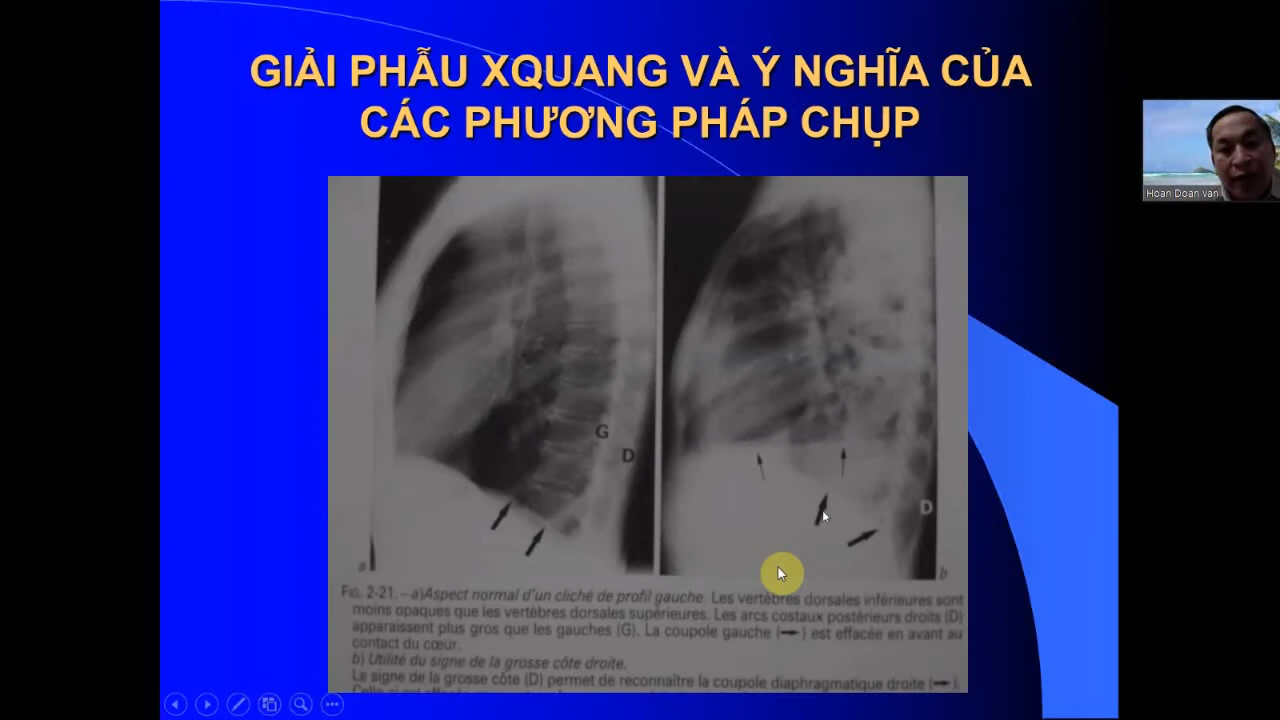 GIẢI PHẪU XQUANG VÀ Ý NGHĨA CỦA
CÁC PHƯƠNG PHÁP CHỤP
Hoan Doan van
G
D
D
a
b
FIG. 2-21. – a) Aspect normal d'un cliché de profil gauche. Les vertèbres dorsales inférieures sont
moins opaques que les vertèbres dorsales supérieures. Les arcs costaux postérieurs droits (D)
apparaissent plus gros que les gauches (G). La coupole gauche (➞) est effacée en avant au
contact du cœur.
b) Utilité du signe de la grosse côte droite.
Le signe de la grosse côte (D) permet de reconnaître la coupole diaphragmatique droite (➞).